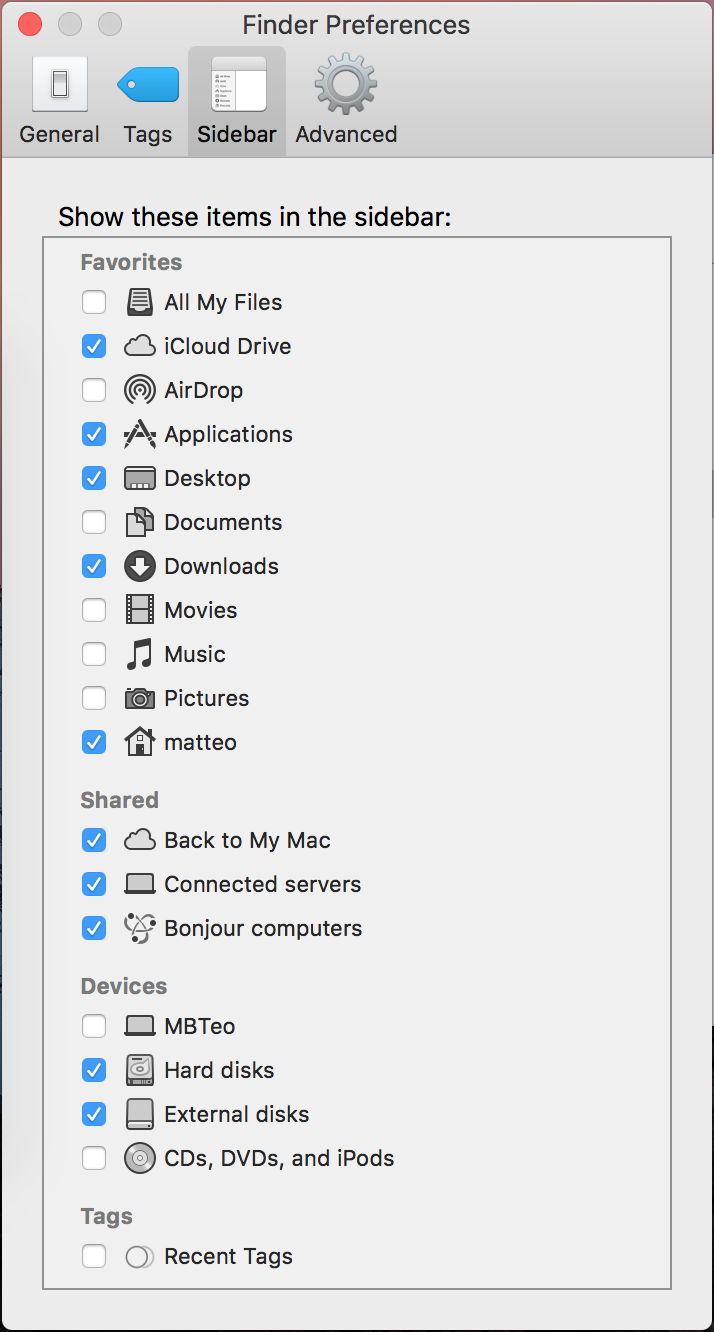 Finder Preferences
General Tags Sidebar Advanced
Show these items in the sidebar:
Favorites
All My Files
iCloud Drive
AirDrop
Applications
Desktop
Documents
Downloads
Movies
Music
Pictures
matteo
Shared
Back to My Mac
Connected servers
Bonjour computers
Devices
MBTeo
Hard disks
External disks
CDs, DVDs, and iPods
Tags
Recent Tags